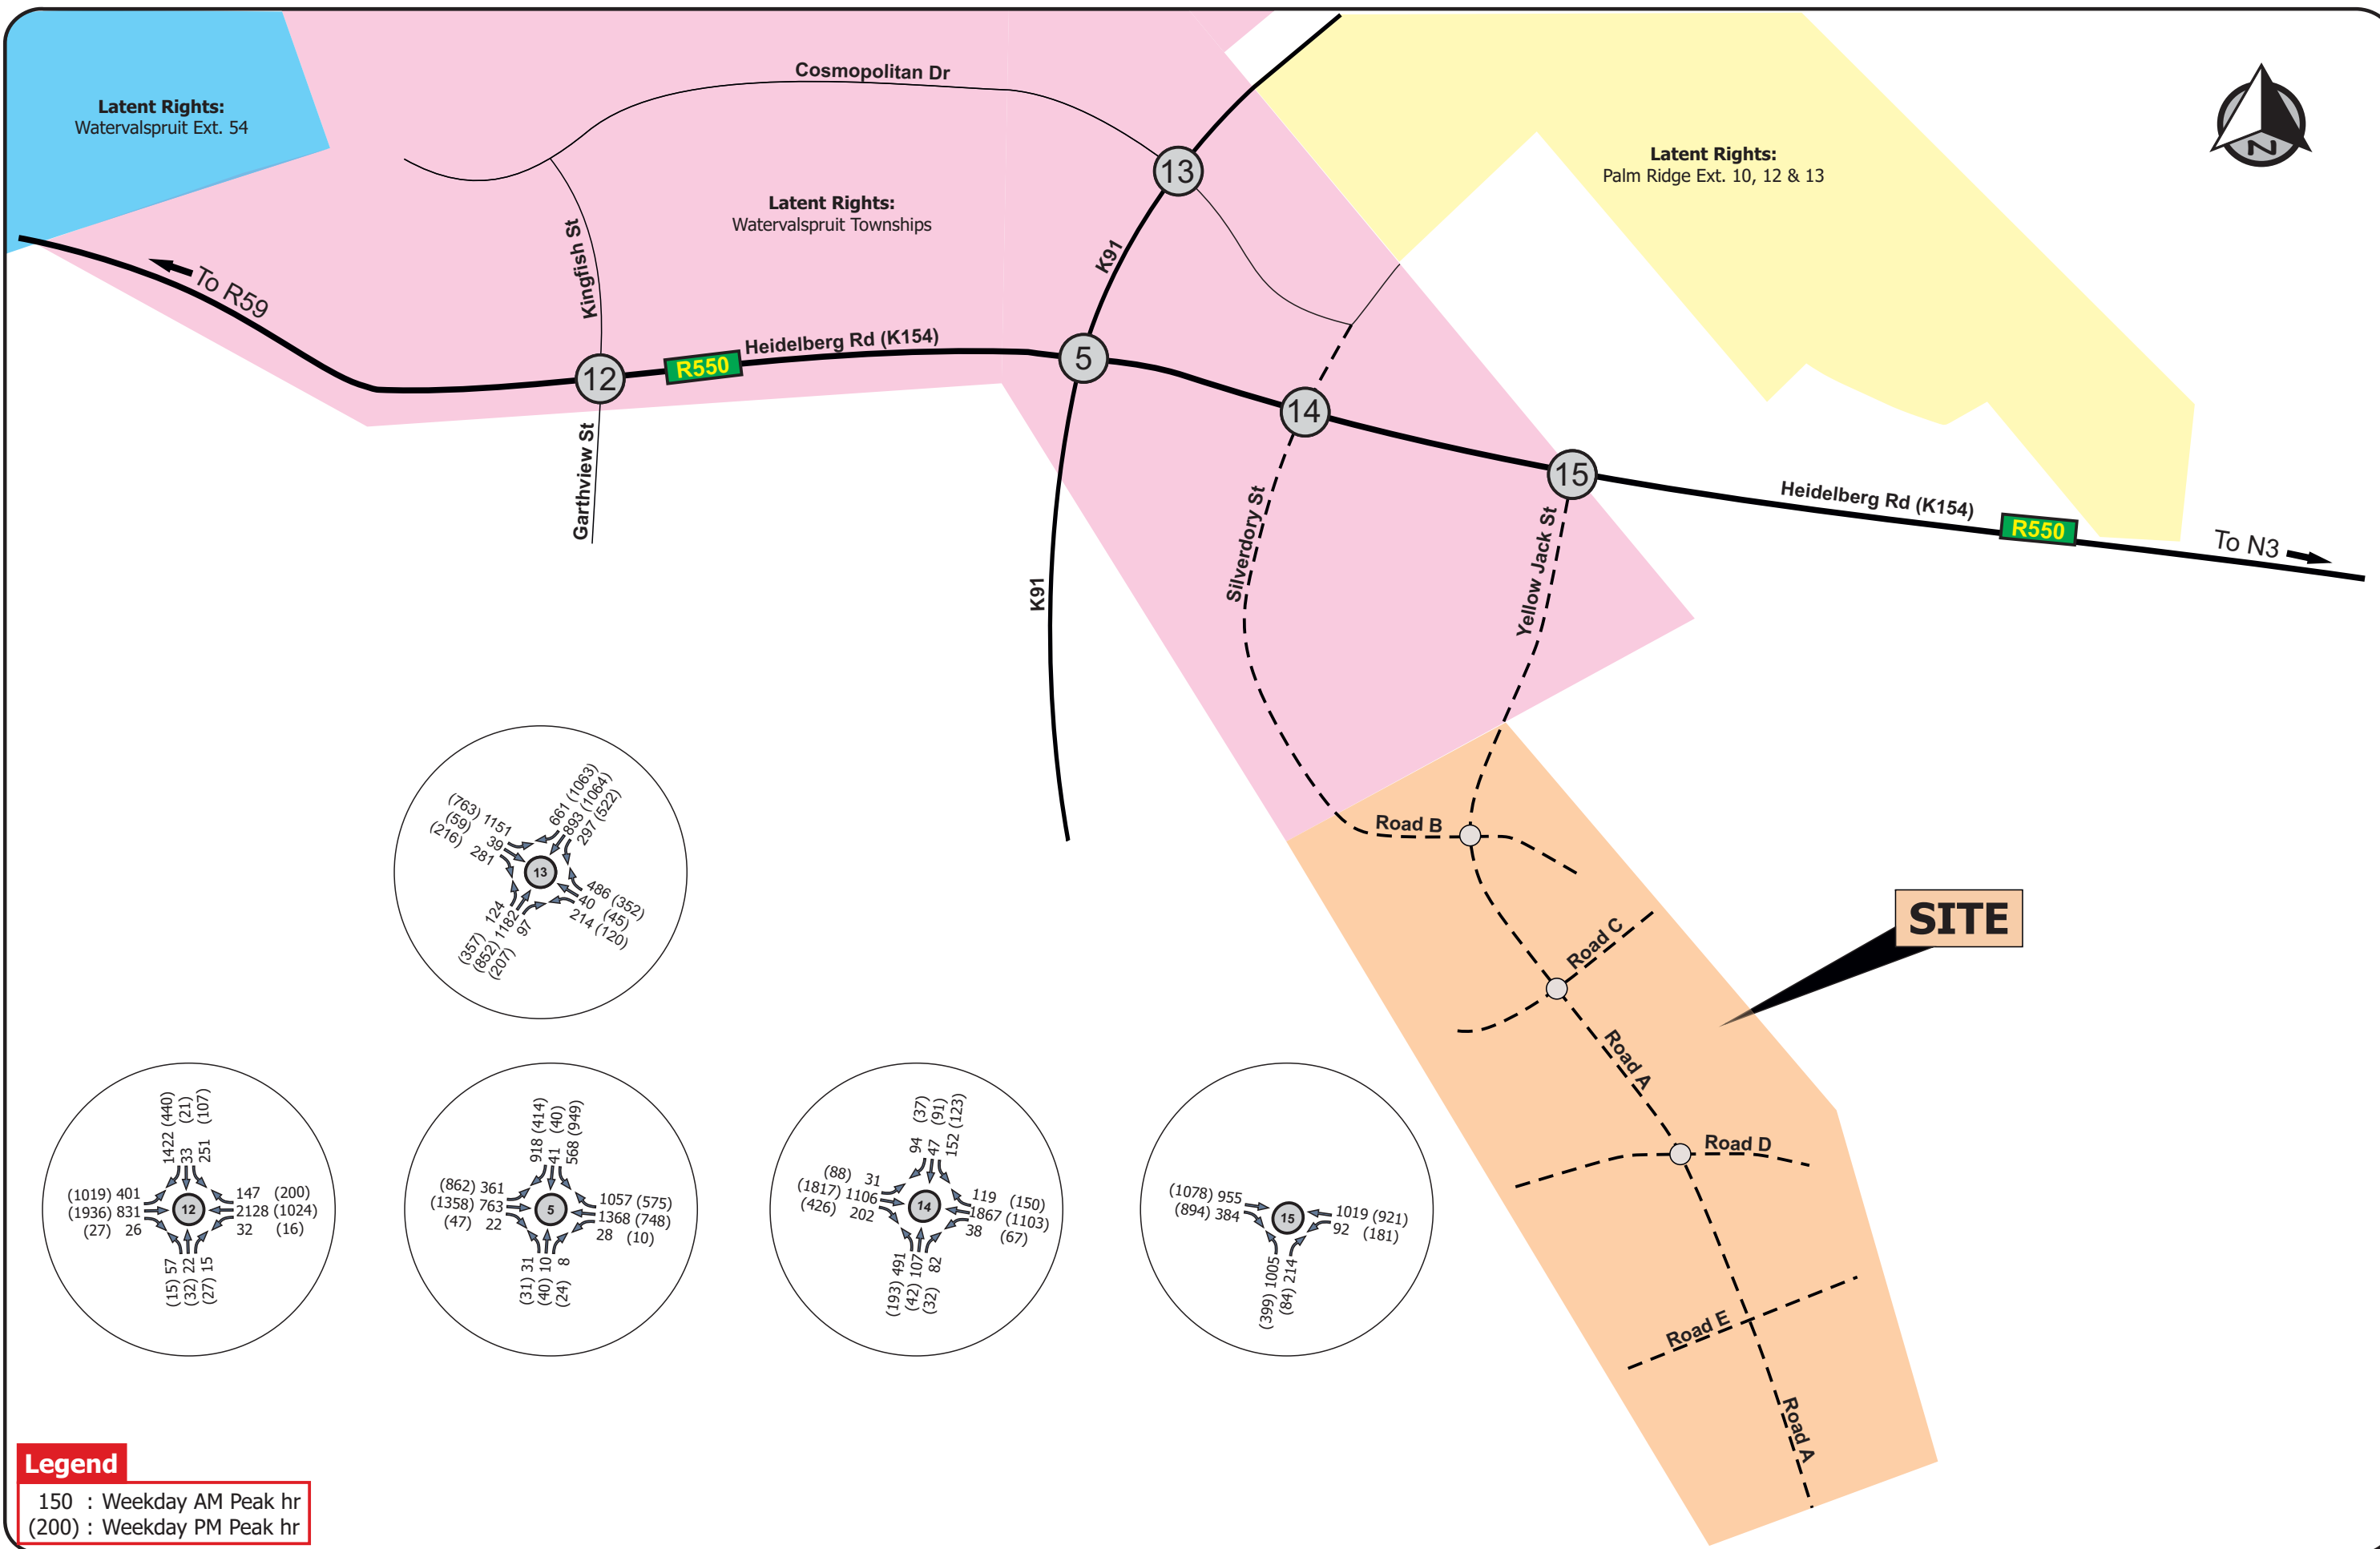 Cosmopolitan Dr
Latent Rights:
Watervalspruit Ext. 54
Latent Rights:
Palm Ridge Ext. 10, 12 & 13
N
13
Latent Rights:
Watervalspruit Townships
Kingfish St
K91
To R59
Heidelberg Rd (K154)
R550
12
5
14
15
Garthview St
Silverdory St
Yellow Jack St
Heidelberg Rd (K154)
R550
To N3
K91
Road B
SITE
Road C
Road A
Road D
Road E
Road A
661 (1063)
893 (1064)
297 (522)
(763) 1151
(59) 39
(216) 281
13
486 (352)
40 (45)
214 (120)
(357) 124
(852) 1182
(207) 97
1422 (440)
33 (21)
251 (107)
(1019) 401
(1936) 831
(27) 26
12
147 (200)
2128 (1024)
32 (16)
(15) 57
(32) 22
(27) 15
918 (414)
41 (40)
568 (949)
(862) 361
(1358) 763
(47) 22
5
1057 (575)
1368 (748)
28 (10)
(31) 31
(40) 10
(24) 8
94 (37)
47 (91)
152 (123)
(88) 31
(1817) 1106
(426) 202
14
119 (150)
1867 (1103)
38 (67)
(193) 491
(42) 107
(32) 82
(1078) 955
(894) 384
15
1019 (921)
92 (181)
(399) 1005
(84) 214
Legend
150 : Weekday AM Peak hr
(200) : Weekday PM Peak hr